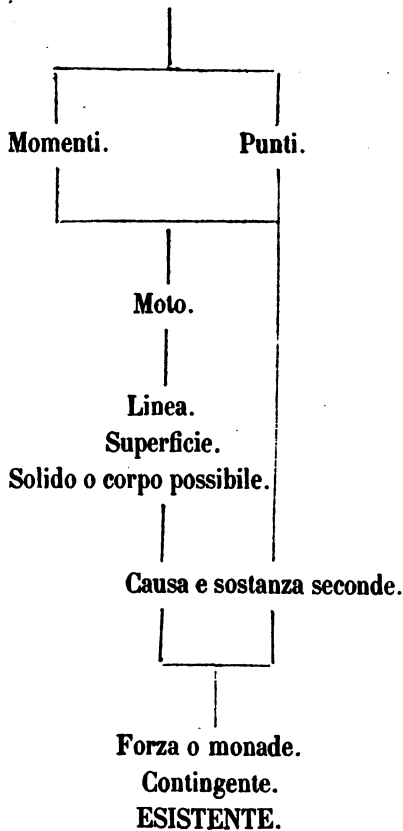 Momenti. Punti.
Moto.
Linea.
Superficie.
Solido o corpo possibile.
Causa e sostanza seconde.
Forza o monade.
Contingente.
ESISTENTE.